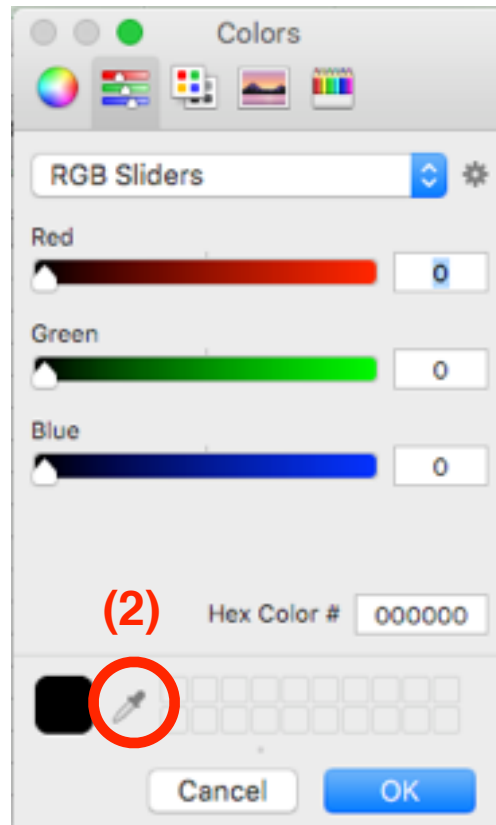 Colors
RGB Sliders
Red
0
Green
0
Blue
0
(2) Hex Color # 000000
Cancel OK